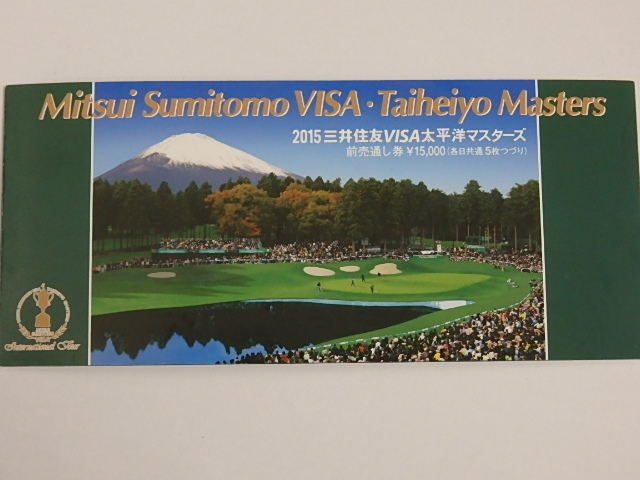 Mitsui Sumitomo VISA・Taiheiyo Masters
2015三井住友VISA太平洋マスターズ
前売通し券 ¥15,000(各日共通5枚つづり)
International Tour